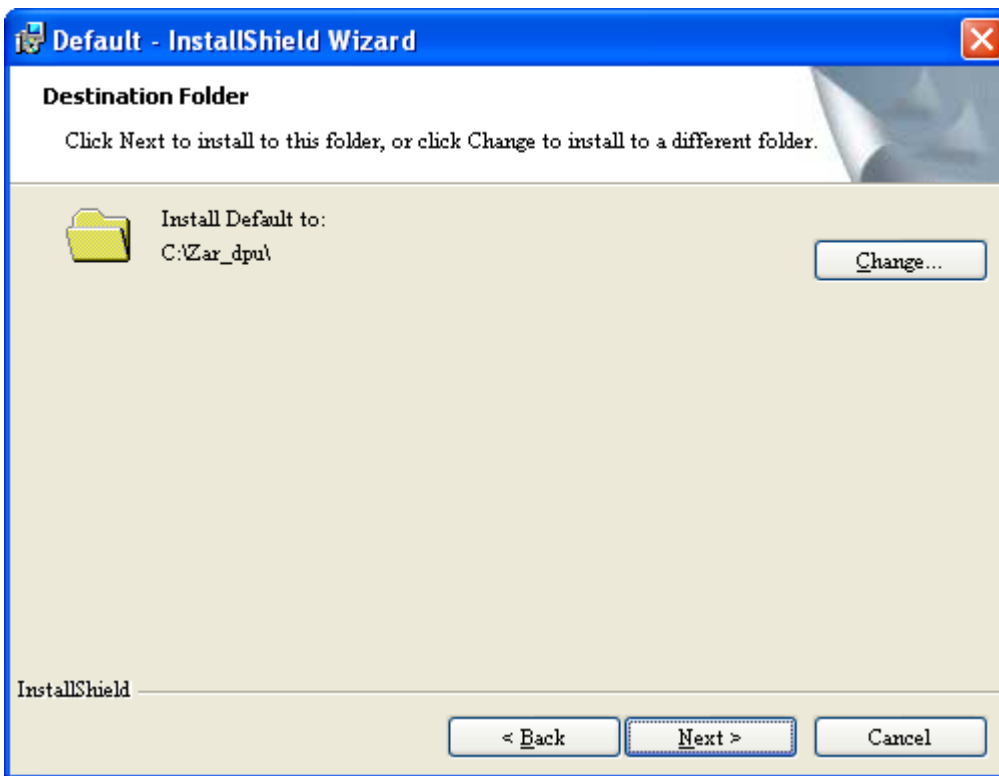 Default - InstallShield Wizard
Destination Folder
Click Next to install to this folder, or click Change to install to a different folder.
Install Default to:
C:\Zar_dpu\
Change...
InstallShield
< Back
Next >
Cancel